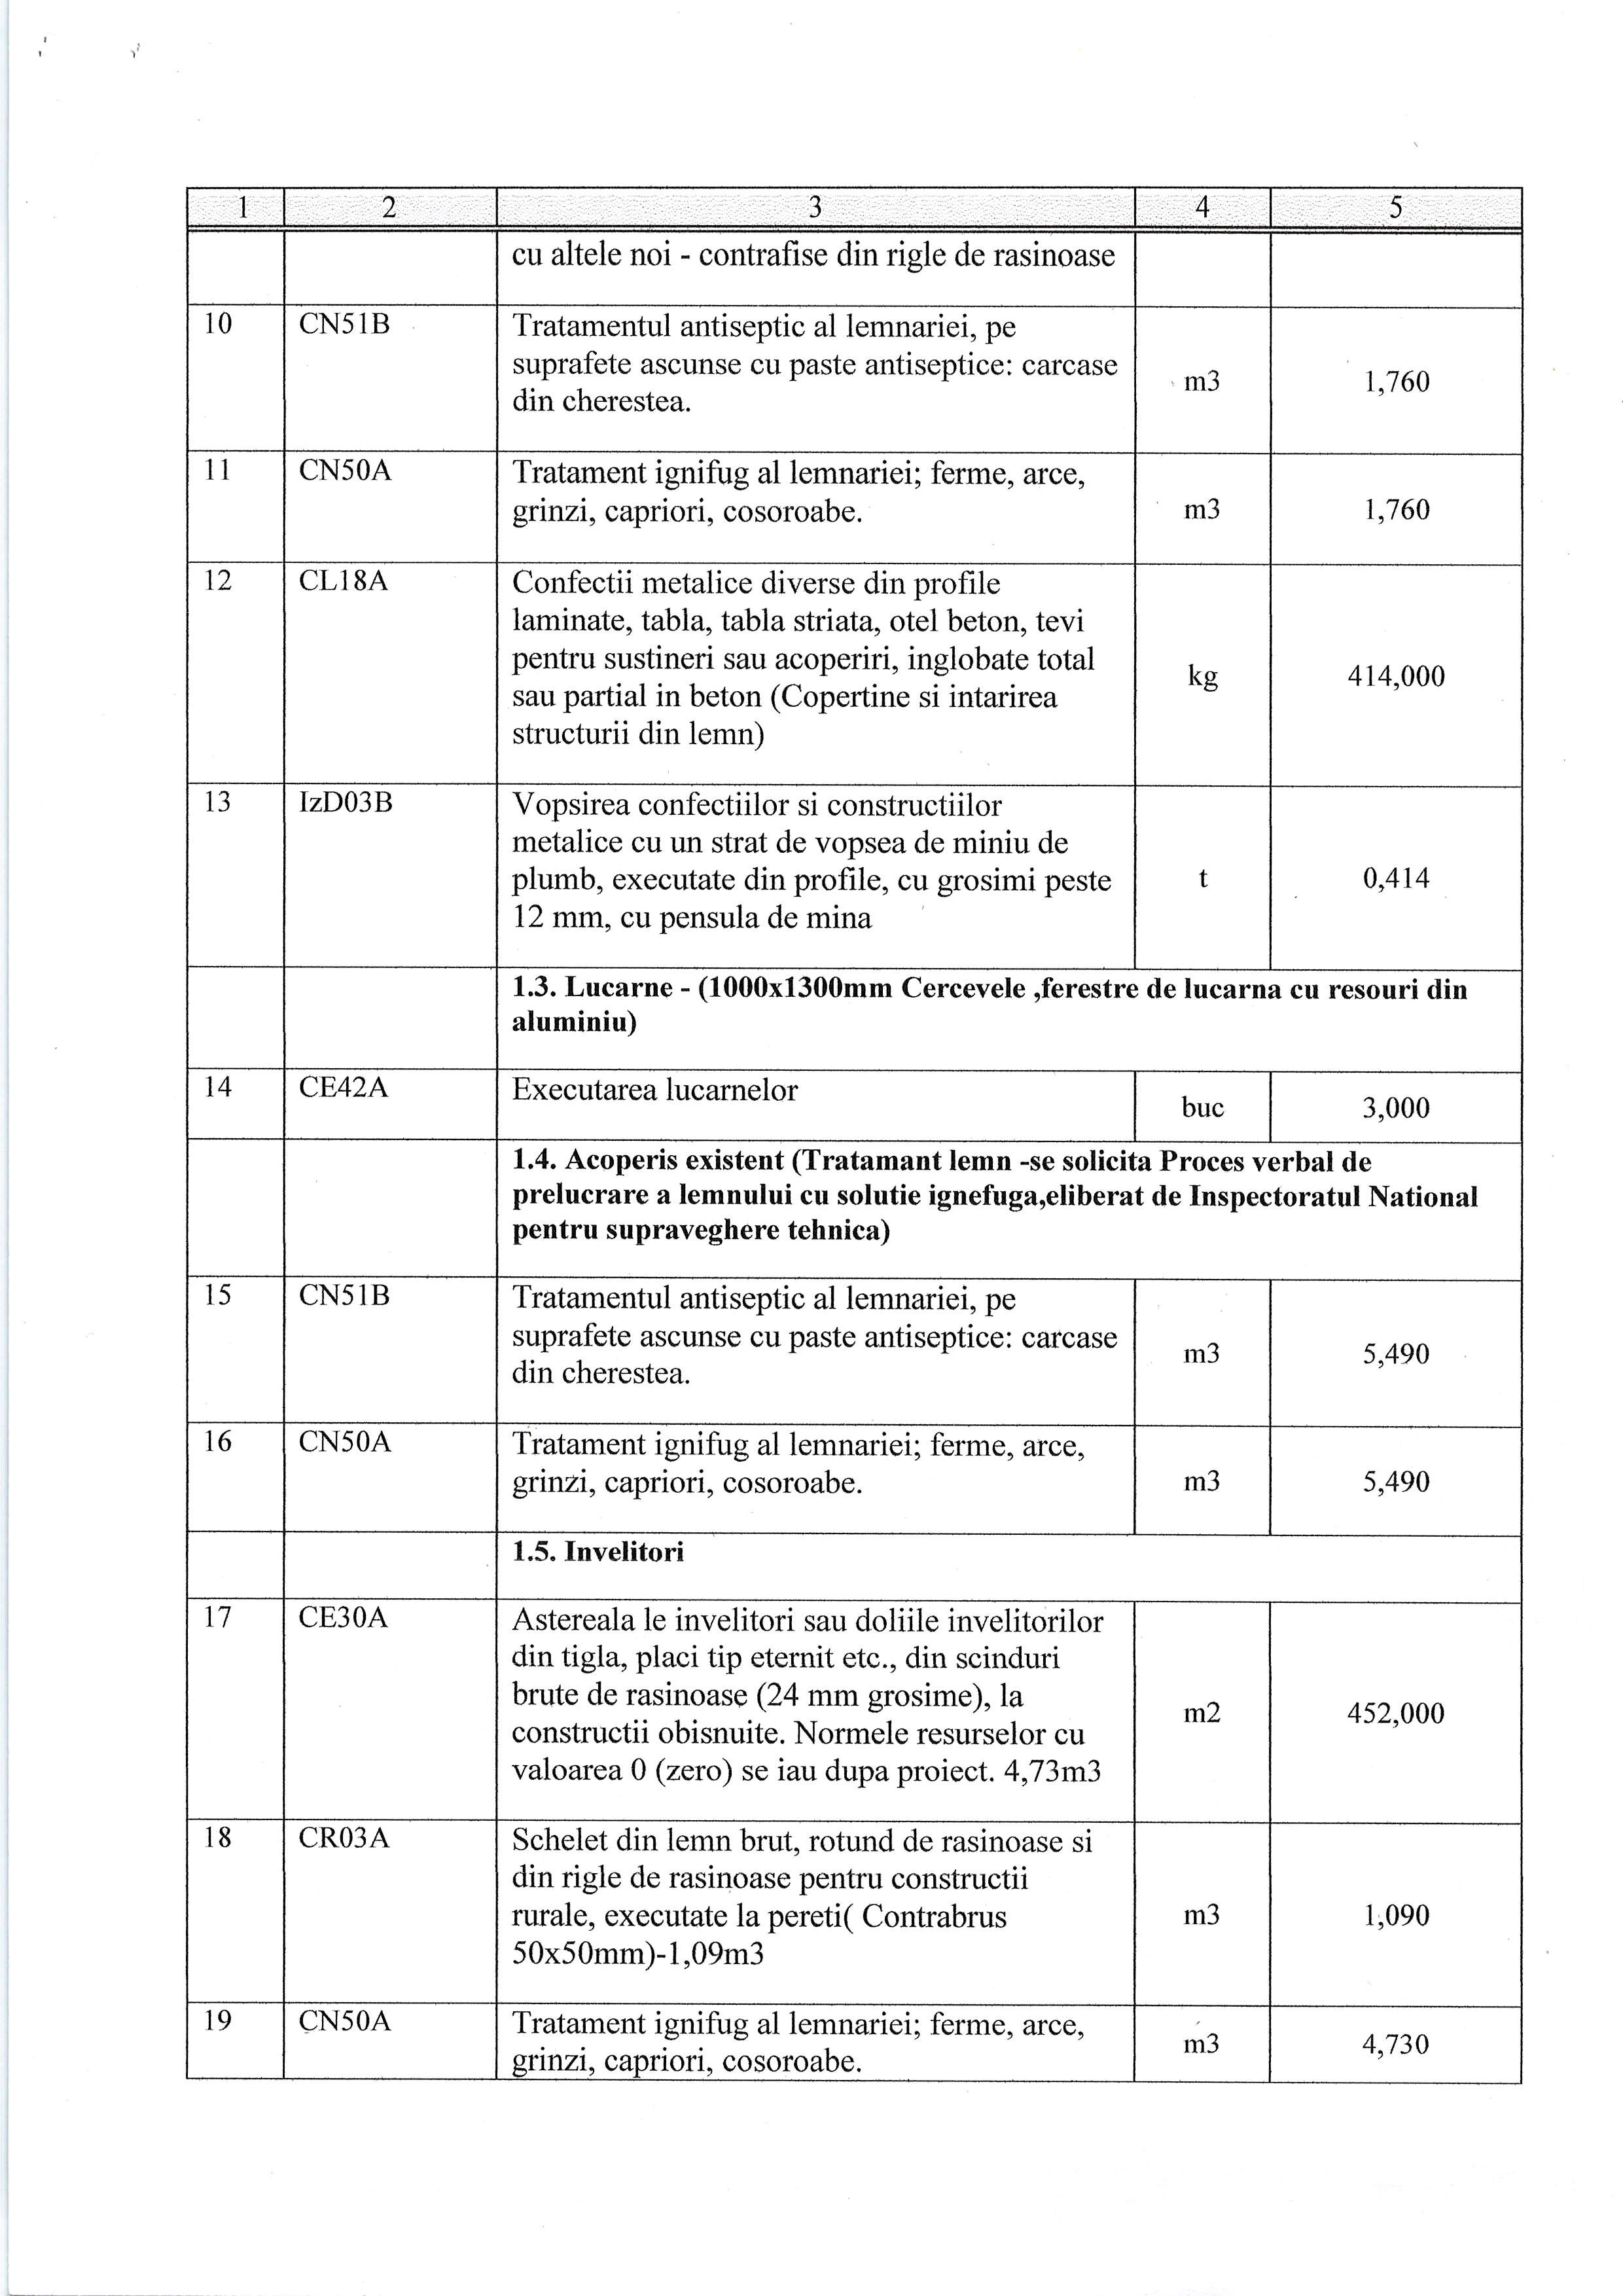 1 2 3 4 5
cu altele noi - contrafise din rigle de rasinoase
10 CN51B Tratamentul antiseptic al lemnariei, pe
suprafete ascunse cu paste antiseptice: carcase
din cherestea.
m3 1,760
11 CN50A Tratament ignifug al lemnariei; ferme, arce,
grinzi, capriori, cosoroabe.
m3 1,760
12 CL18A Confectii metalice diverse din profile
laminate, tabla, tabla striata, otel beton, tevi
pentru sustineri sau acoperiri, inglobate total
sau partial in beton (Copertine si intarirea
structurii din lemn)
kg 414,000
13 IzD03B Vopsirea confectiilor si constructiilor
metalice cu un strat de vopsea de miniu de
plumb, executate din profile, cu grosimi peste
12 mm, cu pensula de mina
t 0,414
1.3. Lucarne - (1000x1300mm Cercevele ,ferestre de lucarna cu resouri din
aluminiu)
14 CE42A Executarea lucarnelor
buc 3,000
1.4. Acoperis existent (Tratamant lemn -se solicita Proces verbal de
prelucrare a lemnului cu solutie ignefuga,eliberat de Inspectoratul National
pentru supraveghere tehnica)
15 CN51B Tratamentul antiseptic al lemnariei, pe
suprafete ascunse cu paste antiseptice: carcase
din cherestea.
m3 5,490
16 CN50A Tratament ignifug al lemnariei; ferme, arce,
grinzi, capriori, cosoroabe.
m3 5,490
1.5. Invelitori
17 CE30A Astereala le invelitori sau doliile invelitorilor
din tigla, placi tip eternit etc., din scinduri
brute de rasinoase (24 mm grosime), la
constructii obisnuite. Normele resurselor cu
valoarea 0 (zero) se iau dupa proiect. 4,73m3
m2 452,000
18 CR03A Schelet din lemn brut, rotund de rasinoase si
din rigle de rasinoase pentru constructii
rurale, executate la pereti( Contrabrus
50x50mm)-1,09m3
m3 1,090
19 CN50A Tratament ignifug al lemnariei; ferme, arce,
grinzi, capriori, cosoroabe.
m3 4,730